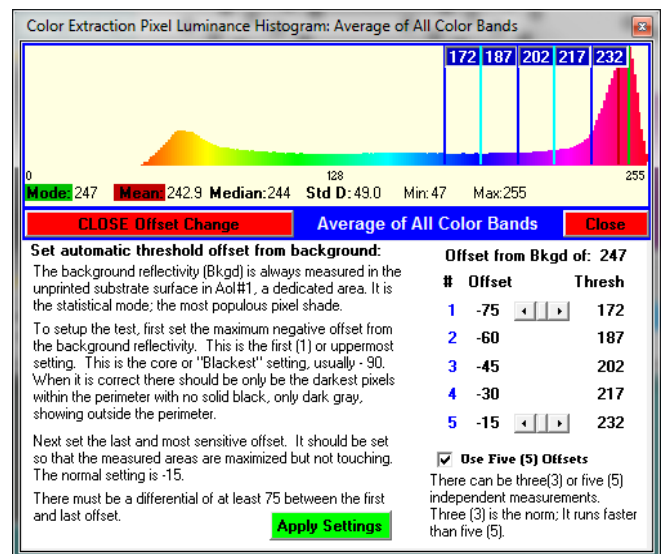 Color Extraction Pixel Luminance Histogram: Average of All Color Bands
172 187 202 217 232
0 128 255
Mode: 247 Mean: 242.9 Median: 244 Std D: 49.0 Min: 47 Max: 255
CLOSE Offset Change Average of All Color Bands Close
Set automatic threshold offset from background:
The background reflectivity (Bkgd) is always measured in the
unprinted substrate surface in AoI#1, a dedicated area. It is
the statistical mode; the most populous pixel shade.
To setup the test, first set the maximum negative offset from
the background reflectivity. This is the first (1) or uppermost
setting. This is the core or "Blackest" setting, usually - 90.
When it is correct there should be only be the darkest pixels
within the perimeter with no solid black, only dark gray,
showing outside the perimeter.
Next set the last and most sensitive offset. It should be set
so that the measured areas are maximized but not touching.
The normal setting is -15.
There must be a differential of at least 75 between the first
and last offset.
Apply Settings
Offset from Bkgd of: 247
# Offset Thresh
1 -75 172
2 -60 187
3 -45 202
4 -30 217
5 -15 232
Use Five (5) Offsets
There can be three(3) or five (5)
independent measurements.
Three (3) is the norm; It runs faster
than five (5).